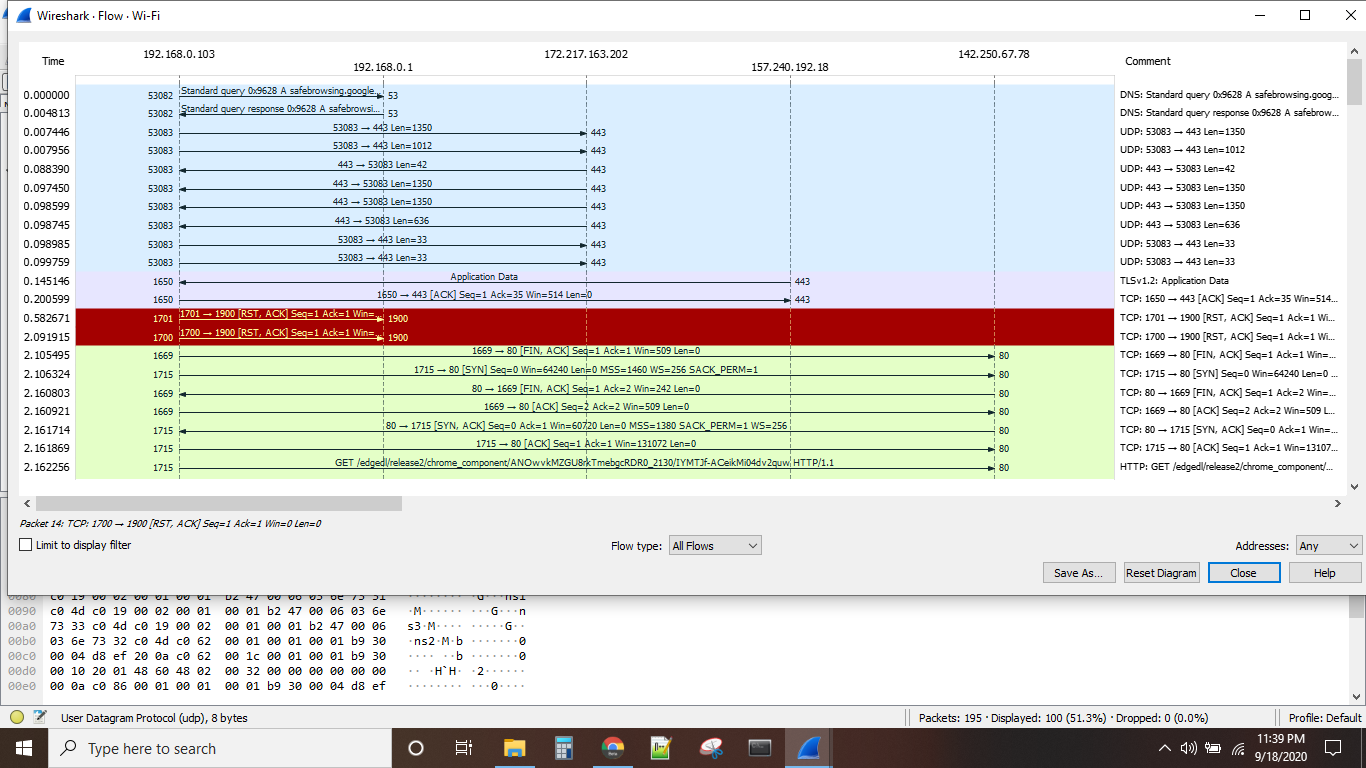 Wireshark · Flow · Wi-Fi
192.168.0.103 172.217.163.202 142.250.67.78
Time 192.168.0.1 157.240.192.18 Comment
0.000000 53082 Standard query 0x9628 A safebrowsing.google... 53 DNS: Standard query 0x9628 A safebrowsing.goog...
0.004813 53082 Standard query response 0x9628 A safebrowsi... 53 DNS: Standard query response 0x9628 A safebrow...
0.007446 53083 53083 → 443 Len=1350 443 UDP: 53083 → 443 Len=1350
0.007956 53083 53083 → 443 Len=1012 443 UDP: 53083 → 443 Len=1012
0.088390 53083 443 → 53083 Len=42 443 UDP: 443 → 53083 Len=42
0.097450 53083 443 → 53083 Len=1350 443 UDP: 443 → 53083 Len=1350
0.098599 53083 443 → 53083 Len=1350 443 UDP: 443 → 53083 Len=1350
0.098745 53083 443 → 53083 Len=636 443 UDP: 443 → 53083 Len=636
0.098985 53083 53083 → 443 Len=33 443 UDP: 53083 → 443 Len=33
0.099759 53083 53083 → 443 Len=33 443 UDP: 53083 → 443 Len=33
0.145146 1650 Application Data 443 TLSv1.2: Application Data
0.200599 1650 1650 → 443 [ACK] Seq=1 Ack=35 Win=514 Len=0 443 TCP: 1650 → 443 [ACK] Seq=1 Ack=35 Win=514...
0.582671 1701 1701 → 1900 [RST, ACK] Seq=1 Ack=1 Win=... 1900 TCP: 1701 → 1900 [RST, ACK] Seq=1 Ack=1 Wi...
2.091915 1700 1700 → 1900 [RST, ACK] Seq=1 Ack=1 Win=... 1900 TCP: 1700 → 1900 [RST, ACK] Seq=1 Ack=1 Wi...
2.105495 1669 1669 → 80 [FIN, ACK] Seq=1 Ack=1 Win=509 Len=0 80 TCP: 1669 → 80 [FIN, ACK] Seq=1 Ack=1 Win=...
2.106324 1715 1715 → 80 [SYN] Seq=0 Win=64240 Len=0 MSS=1460 WS=256 SACK_PERM=1 80 TCP: 1715 → 80 [SYN] Seq=0 Win=64240 Len=0 ...
2.160803 1669 80 → 1669 [FIN, ACK] Seq=1 Ack=2 Win=242 Len=0 80 TCP: 80 → 1669 [FIN, ACK] Seq=1 Ack=2 Win=...
2.160921 1669 1669 → 80 [ACK] Seq=2 Ack=2 Win=509 Len=0 80 TCP: 1669 → 80 [ACK] Seq=2 Ack=2 Win=509 L...
2.161714 1715 80 → 1715 [SYN, ACK] Seq=0 Ack=1 Win=60720 Len=0 MSS=1380 SACK_PERM=1 WS=256 80 TCP: 80 → 1715 [SYN, ACK] Seq=0 Ack=1 Win=...
2.161869 1715 1715 → 80 [ACK] Seq=1 Ack=1 Win=131072 Len=0 80 TCP: 1715 → 80 [ACK] Seq=1 Ack=1 Win=13107...
2.162256 1715 GET /edgedl/release2/chrome_component/ANOwvkMZGU8rkTmebgcRDR0_2130/IYMTJf-ACeikMi04dv2quw HTTP/1.1 80 HTTP: GET /edgedl/release2/chrome_component/...
Packet 14: TCP: 1700 → 1900 [RST, ACK] Seq=1 Ack=1 Win=0 Len=0
Limit to display filter Flow type: All Flows Addresses: Any
Save As... Reset Diagram Close Help
0090 c0 4d c0 19 00 02 00 01 00 01 b2 47 00 06 03 6e ·M······ ···G···n
00a0 73 33 c0 4d c0 19 00 02 00 01 00 01 b2 47 00 06 s3·M···· ·····G··
00b0 03 6e 73 32 c0 4d c0 62 00 01 00 01 00 01 b9 30 ·ns2·M·b ·······0
00c0 00 04 d8 ef 20 0a c0 62 00 1c 00 01 00 01 b9 30 ···· ··b ·······0
00d0 00 10 20 01 48 60 48 02 00 32 00 00 00 00 00 00 ·· ·H`H· ·2······
00e0 00 0a c0 86 00 01 00 01 00 01 b9 30 00 04 d8 ef ········ ···0····
User Datagram Protocol (udp), 8 bytes Packets: 195 · Displayed: 100 (51.3%) · Dropped: 0 (0.0%) Profile: Default
Type here to search 11:39 PM
9/18/2020